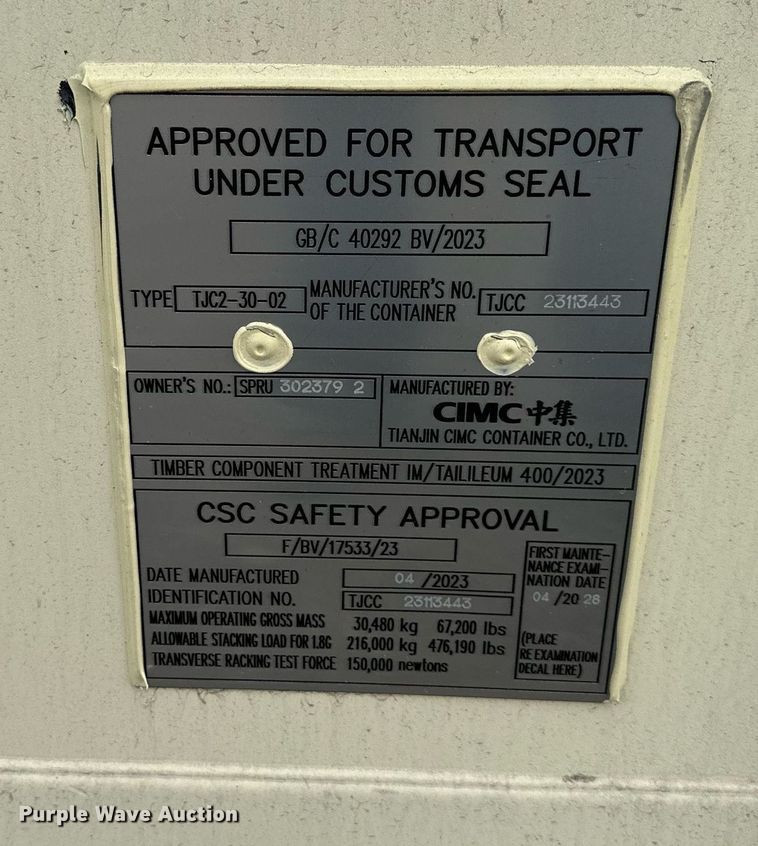 APPROVED FOR TRANSPORT
UNDER CUSTOMS SEAL
GB/C 40292 BV/2023
TYPE TJC2-30-02 MANUFACTURER'S NO. OF THE CONTAINER TJCC 23113443
OWNER'S NO.: SPRU 302379 2
MANUFACTURED BY:
CIMC 中集
TIANJIN CIMC CONTAINER CO., LTD.
TIMBER COMPONENT TREATMENT IM/TAILILEUM 400/2023
CSC SAFETY APPROVAL
F/BV/17533/23
DATE MANUFACTURED 04 /2023
IDENTIFICATION NO. TJCC 23113443
MAXIMUM OPERATING GROSS MASS 30,480 kg 67,200 lbs
ALLOWABLE STACKING LOAD FOR 1.8G 216,000 kg 476,190 lbs
TRANSVERSE RACKING TEST FORCE 150,000 newtons
FIRST MAINTE-
NANCE EXAMI-
NATION DATE
04 /20 28
(PLACE
RE EXAMINATION
DECAL HERE)
Purple Wave Auction